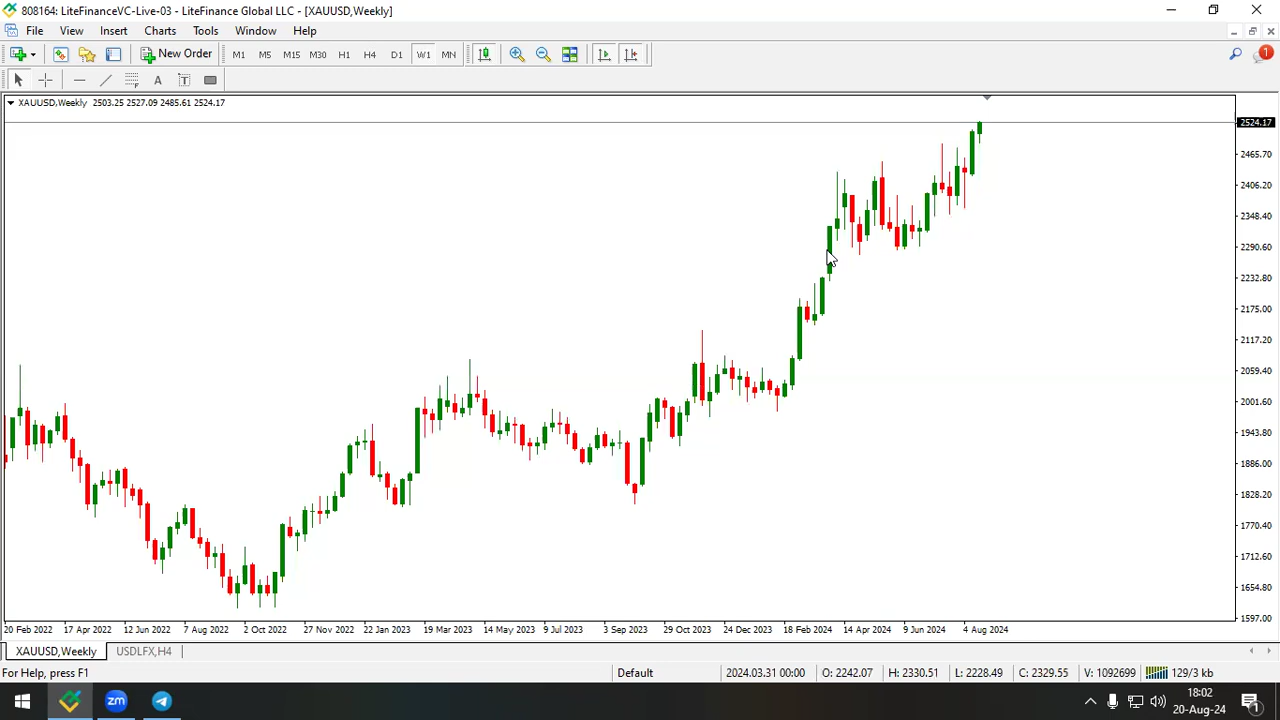 808164: LiteFinanceVC-Live-03 - LiteFinance Global LLC - [XAUUSD,Weekly]
File View Insert Charts Tools Window Help
New Order M1 M5 M15 M30 H1 H4 D1 W1 MN 1
A T
XAUUSD,Weekly 2503.25 2527.09 2485.61 2524.17
2524.17
2465.70
2406.20
2348.40
2290.60
2232.80
2175.00
2117.20
2059.40
2001.60
1943.80
1886.00
1828.20
1770.40
1712.60
1654.80
1597.00
20 Feb 2022 17 Apr 2022 12 Jun 2022 7 Aug 2022 2 Oct 2022 27 Nov 2022 22 Jan 2023 19 Mar 2023 14 May 2023 9 Jul 2023 3 Sep 2023 29 Oct 2023 24 Dec 2023 18 Feb 2024 14 Apr 2024 9 Jun 2024 4 Aug 2024
XAUUSD,Weekly USDLFX,H4
For Help, press F1 Default 2024.03.31 00:00 O: 2242.07 H: 2330.51 L: 2228.49 C: 2329.55 V: 1092699 129/3 kb
zm 18:02
20-Aug-24 1